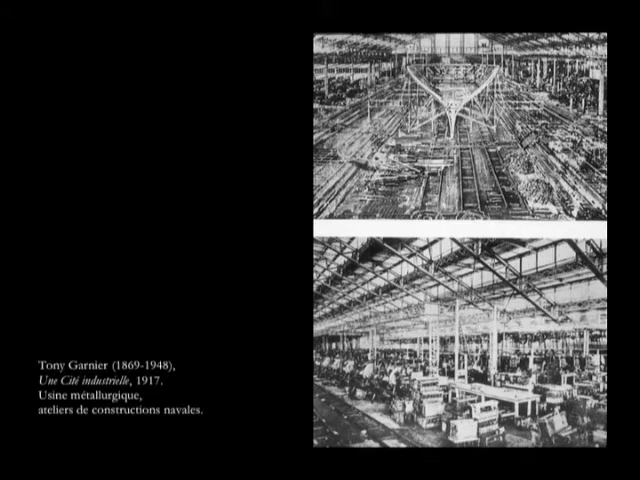 Tony Garnier (1869-1948),
Une Cité industrielle, 1917.
Usine métallurgique,
ateliers de constructions navales.